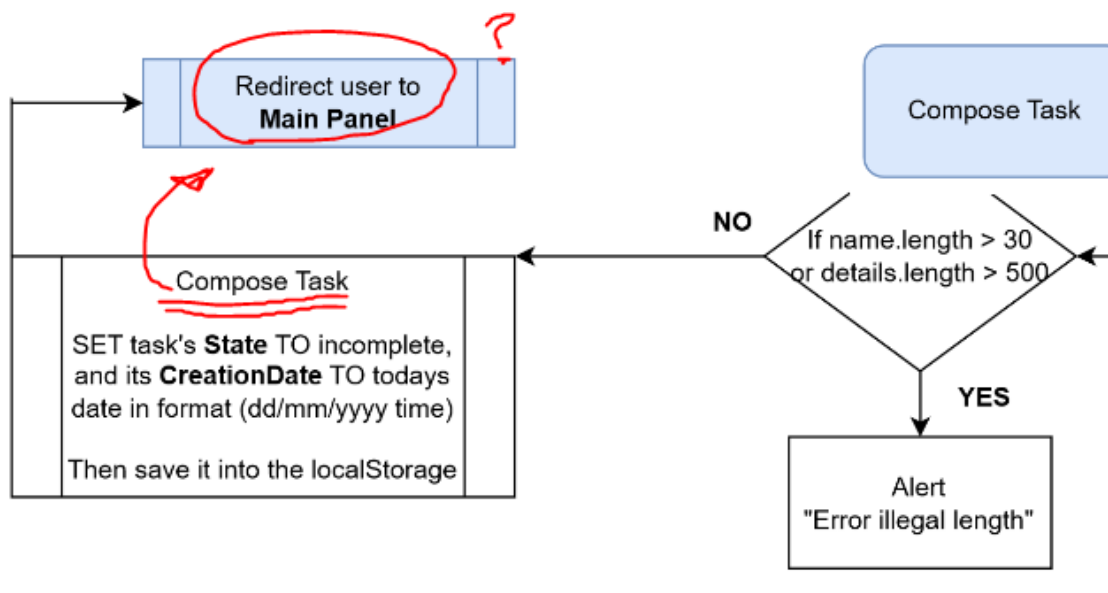 ?
Redirect user to
Main Panel
Compose Task
NO
If name.length > 30
or details.length > 500
Compose Task
SET task's State TO incomplete,
and its CreationDate TO todays
date in format (dd/mm/yyyy time)
Then save it into the localStorage
YES
Alert
"Error illegal length"